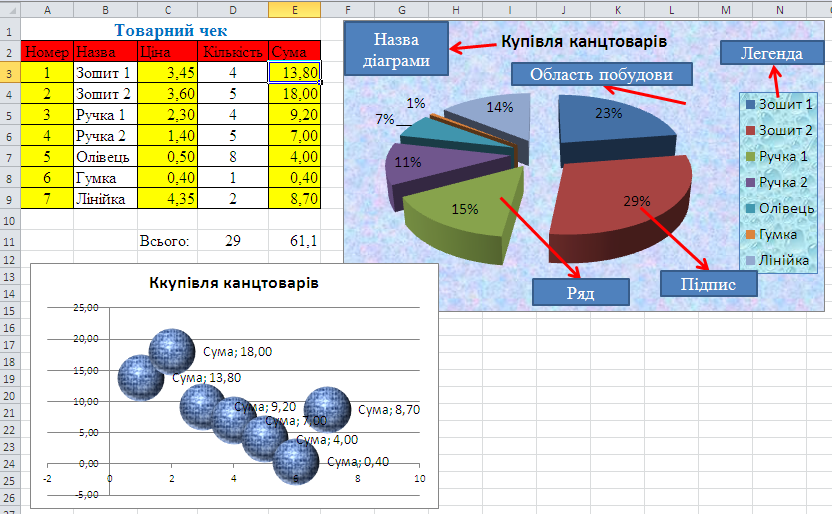 A B C D E F G H I J K L M N
1 Товарний чек
2 Номер Назва Ціна Кількість Сума
3 1 Зошит 1 3,45 4 13,80
4 2 Зошит 2 3,60 5 18,00
5 3 Ручка 1 2,30 4 9,20
6 4 Ручка 2 1,40 5 7,00
7 5 Олівець 0,50 8 4,00
8 6 Гумка 0,40 1 0,40
9 7 Лінійка 4,35 2 8,70
10
11 Всього: 29 61,1
12
13
14
15
16
17
18
19
20
21
22
23
24
25
26
Назва
діаграми
Купівля канцтоварів
Легенда
Область побудови
1%
14%
23%
7%
11%
15%
29%
Зошит 1
Зошит 2
Ручка 1
Ручка 2
Олівець
Гумка
Лінійка
Ряд
Підпис
Ккупівля канцтоварів
25,00
20,00
15,00
10,00
5,00
0,00
-5,00
-2 0 2 4 6 8 10
Сума; 18,00
Сума; 13,80
Сума; 9,20
Сума; 7,00
Сума; 4,00
Сума; 0,40
Сума; 8,70